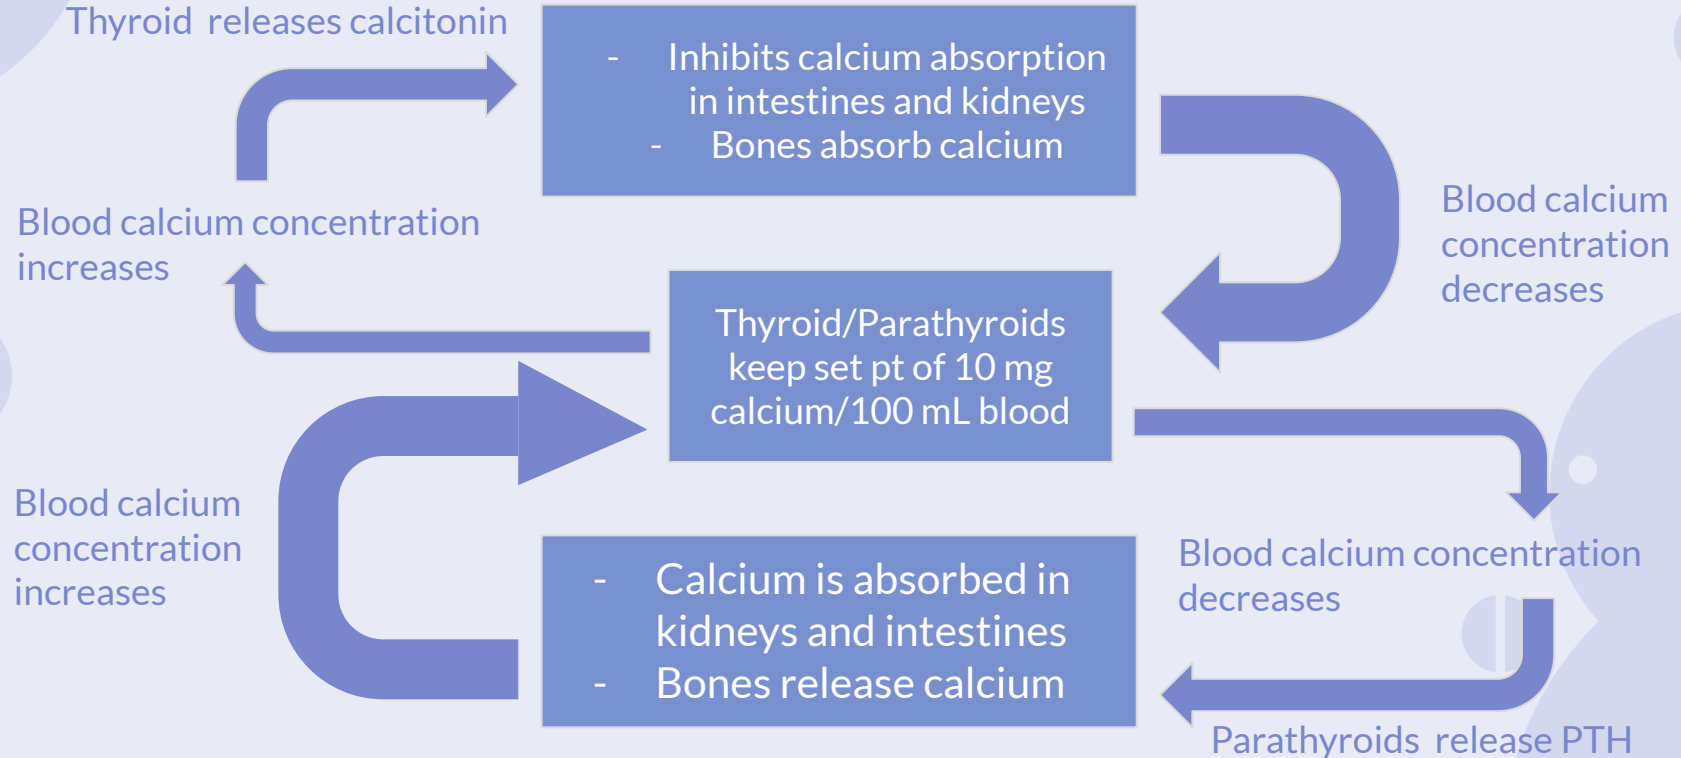 Thyroid releases calcitonin
- Inhibits calcium absorption
in intestines and kidneys
- Bones absorb calcium
Blood calcium concentration
increases
Blood calcium
concentration
decreases
Thyroid/Parathyroids
keep set pt of 10 mg
calcium/100 mL blood
Blood calcium
concentration
increases
- Calcium is absorbed in
kidneys and intestines
- Bones release calcium
Blood calcium concentration
decreases
Parathyroids release PTH